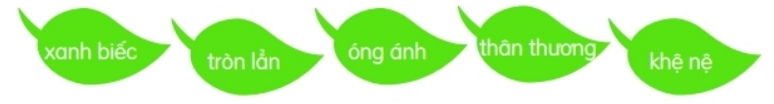 xanh biếc
tròn lẳn
óng ánh
thân thương
khệ nệ